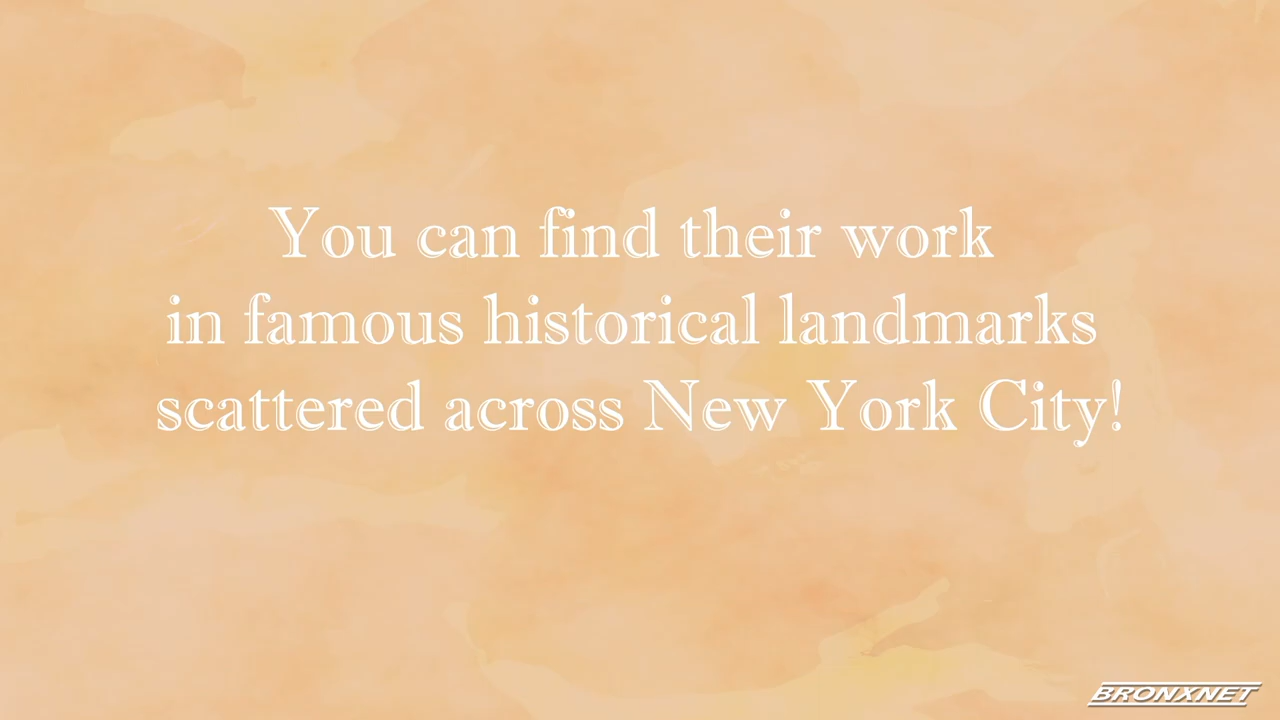 You can find their work
in famous historical landmarks
scattered across New York City!
BRONXNET